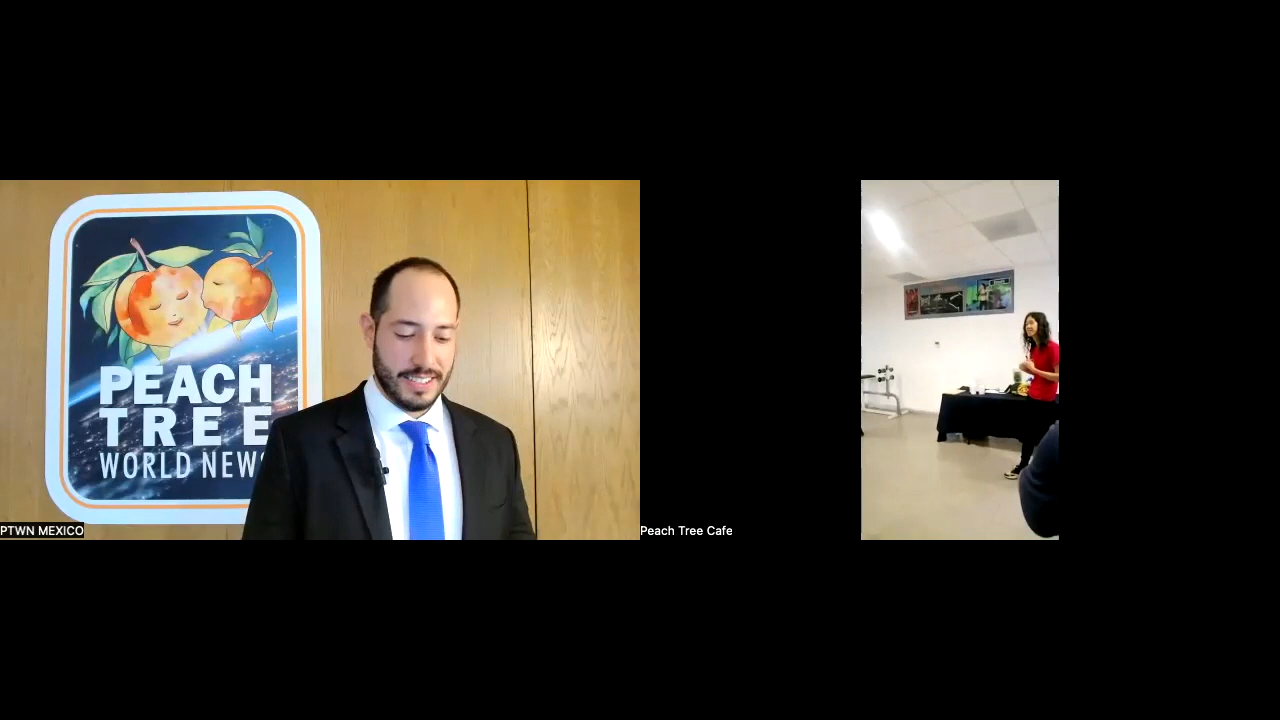 PEACH
TREE
WORLD NEWS
PTWN MEXICO
Peach Tree Cafe